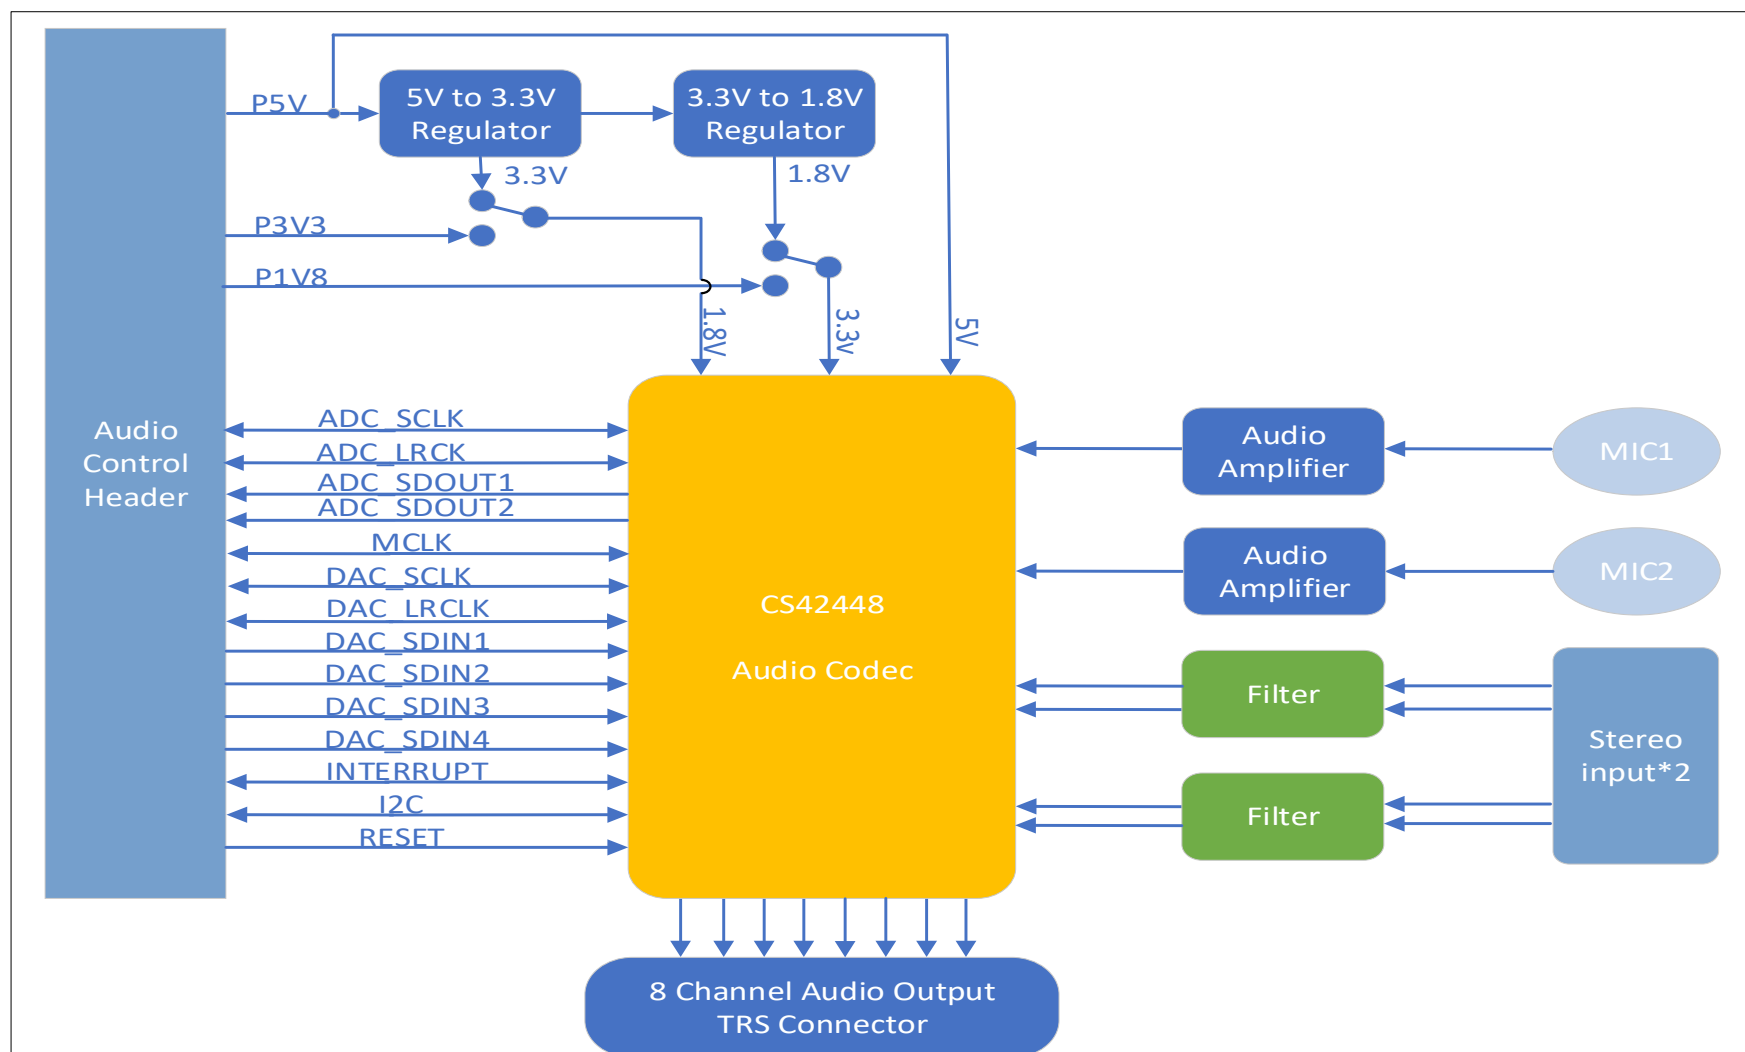 P5V
5V to 3.3V
Regulator
3.3V to 1.8V
Regulator
3.3V
1.8V
P3V3
P1V8
1.8V
3.3v
5V
Audio
Control
Header
ADC_SCLK
ADC_LRCK
ADC_SDOUT1
ADC_SDOUT2
MCLK
DAC_SCLK
DAC_LRCLK
DAC_SDIN1
DAC_SDIN2
DAC_SDIN3
DAC_SDIN4
INTERRUPT
I2C
RESET
CS42448
Audio Codec
Audio
Amplifier
MIC1
Audio
Amplifier
MIC2
Filter
Filter
Stereo
input*2
8 Channel Audio Output
TRS Connector